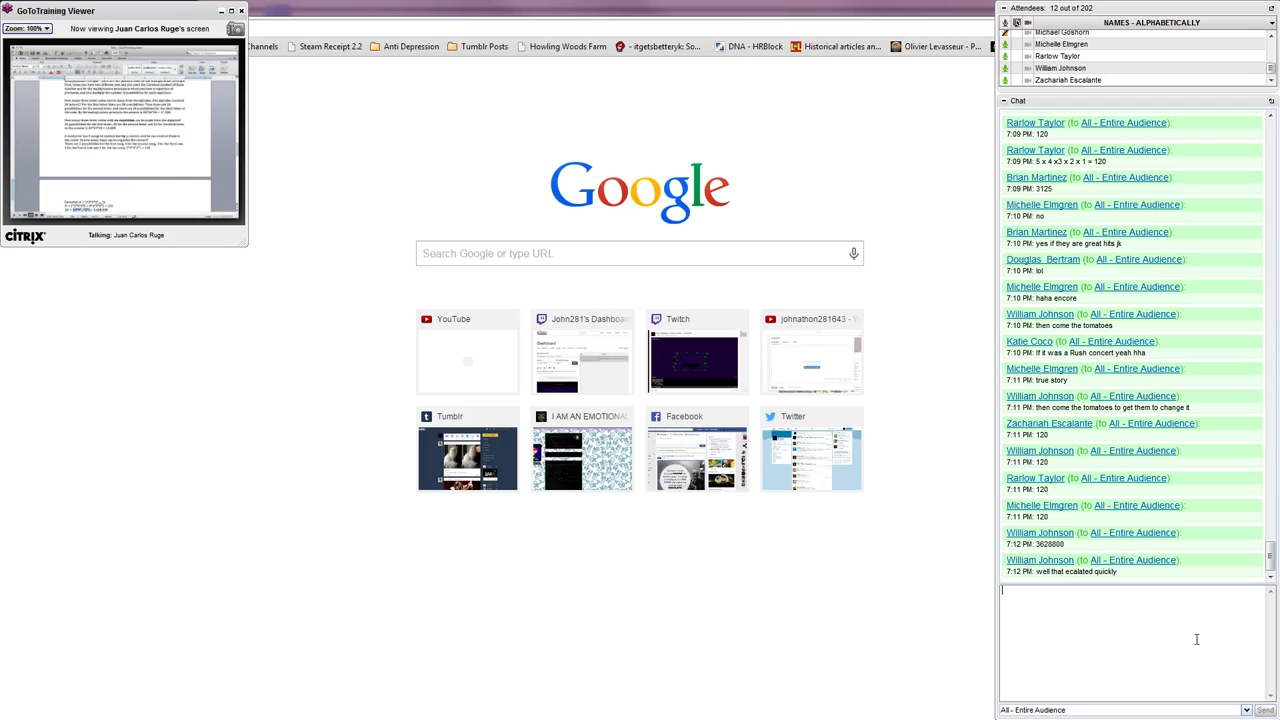 GoToTraining Viewer
Zoom: 100%
Now viewing Juan Carlos Ruge's screen
CITRIX
Talking: Juan Carlos Ruge
Channels
Steam Receipt 2.2
Anti Depression
Tumblr Posts
Howling Woods Farm
- itgetsbetteryk: So...
DNA - HRBlock
Historical articles an...
Olivier Levasseur - P...
Google
Search Google or type URL
YouTube
John281's Dashboa
Twitch
johnathon281643 - Y
Tumblr
I AM AN EMOTIONA
Facebook
Twitter
Attendees: 12 out of 202
NAMES - ALPHABETICALLY
Michael Goshorn
Michelle Elmgren
Rarlow Taylor
William Johnson
Zachariah Escalante
Chat
Rarlow Taylor (to All - Entire Audience):
7:09 PM: 120
Rarlow Taylor (to All - Entire Audience):
7:09 PM: 5 x 4 x3 x 2 x 1 = 120
Brian Martinez (to All - Entire Audience):
7:09 PM: 3125
Michelle Elmgren (to All - Entire Audience):
7:10 PM: no
Brian Martinez (to All - Entire Audience):
7:10 PM: yes if they are great hits jk
Douglas Bertram (to All - Entire Audience):
7:10 PM: lol
Michelle Elmgren (to All - Entire Audience):
7:10 PM: haha encore
William Johnson (to All - Entire Audience):
7:10 PM: then come the tomatoes
Katie Coco (to All - Entire Audience):
7:10 PM: If it was a Rush concert yeah hha
Michelle Elmgren (to All - Entire Audience):
7:11 PM: true story
William Johnson (to All - Entire Audience):
7:11 PM: then come the tomatoes to get them to change it
Zachariah Escalante (to All - Entire Audience):
7:11 PM: 120
William Johnson (to All - Entire Audience):
7:11 PM: 120
Rarlow Taylor (to All - Entire Audience):
7:11 PM: 120
Michelle Elmgren (to All - Entire Audience):
7:11 PM: 120
William Johnson (to All - Entire Audience):
7:12 PM: 3628800
William Johnson (to All - Entire Audience):
7:12 PM: well that ecalated quickly
All - Entire Audience
Send